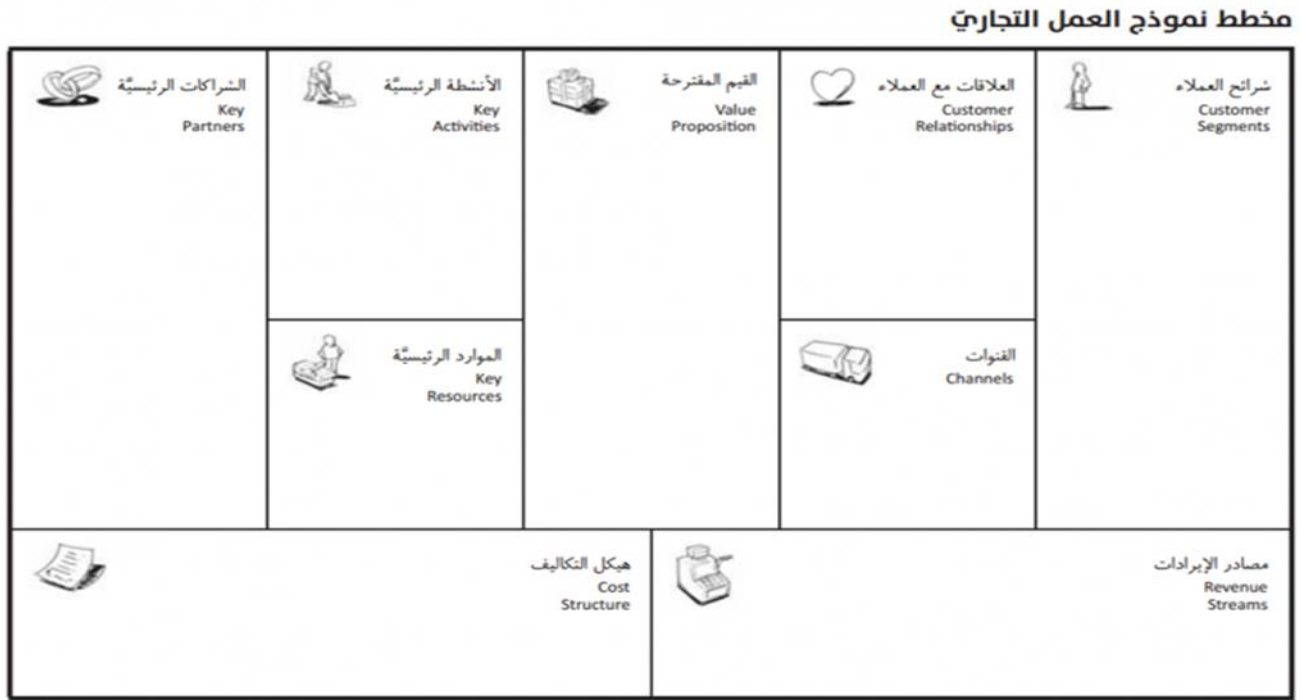 مخطط نموذج العمل التجاريّ
شرائح العملاء
Customer
Segments
العلاقات مع العملاء
Customer
Relationships
القنوات
Channels
القيم المقترحة
Value
Proposition
الأنشطة الرئيسيَّة
Key
Activities
الموارد الرئيسيَّة
Key
Resources
الشراكات الرئيسيَّة
Key
Partners
مصادر الإيرادات
Revenue
Streams
هيكل التكاليف
Cost
Structure